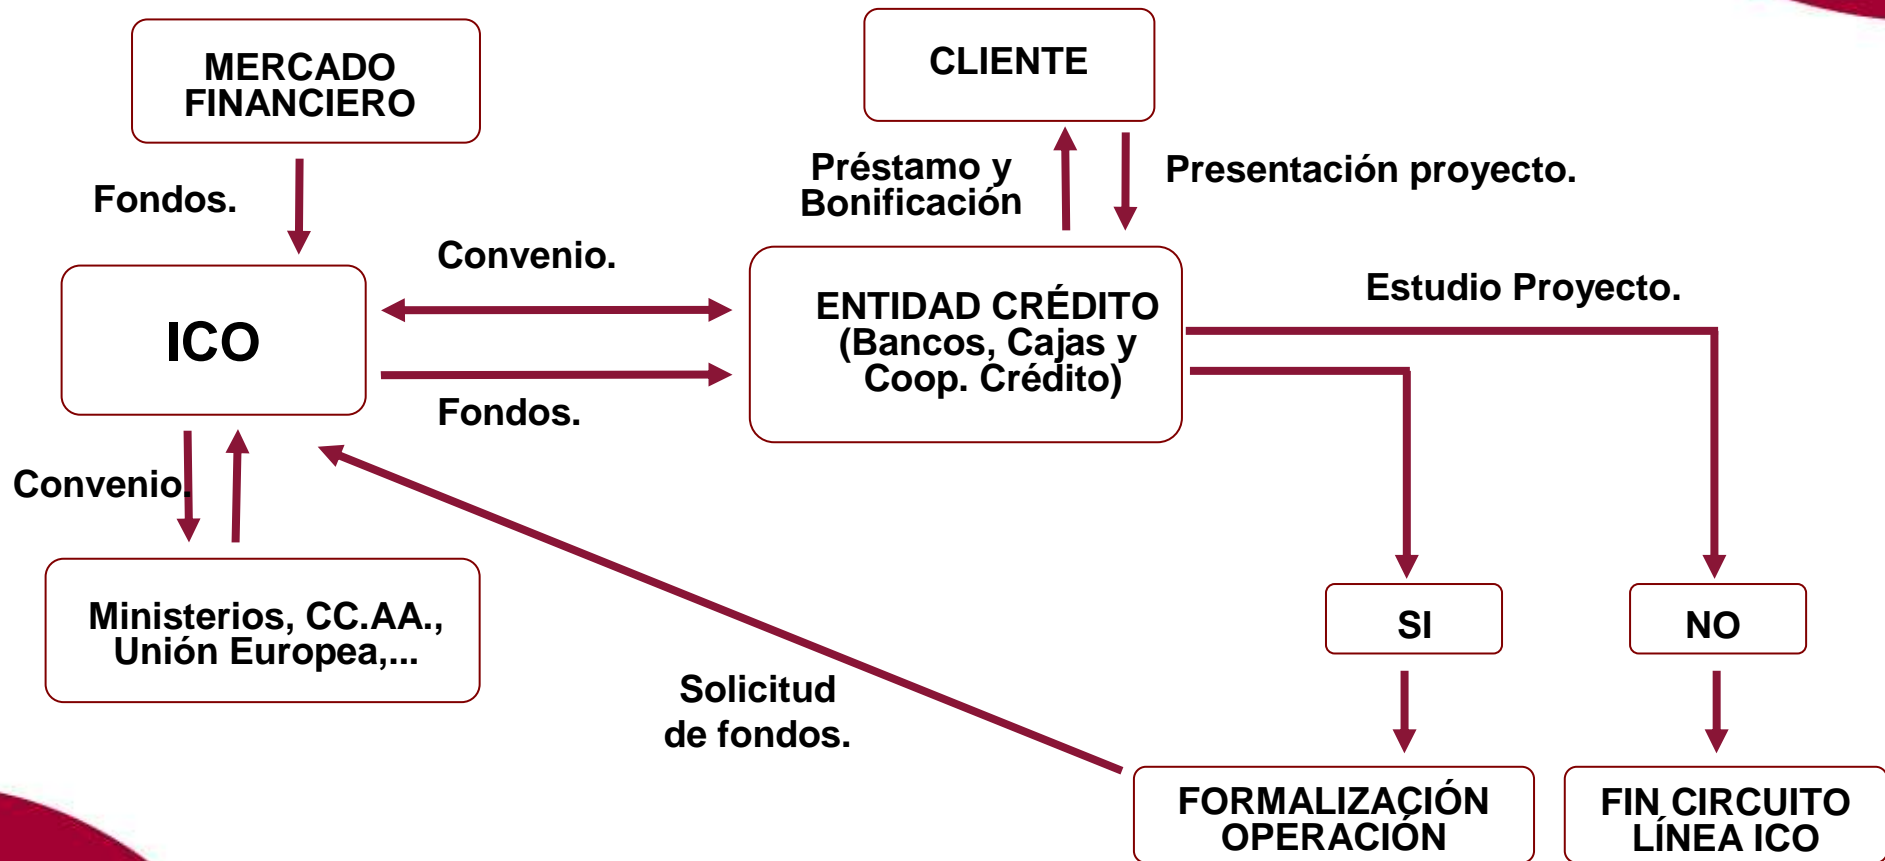 MERCADO
FINANCIERO
CLIENTE
Préstamo y
Bonificación
Presentación proyecto.
Fondos.
Convenio.
ICO
ENTIDAD CRÉDITO
(Bancos, Cajas y
Coop. Crédito)
Estudio Proyecto.
Fondos.
Convenio.
Ministerios, CC.AA.,
Unión Europea,...
SI
NO
Solicitud
de fondos.
FORMALIZACIÓN
OPERACIÓN
FIN CIRCUITO
LÍNEA ICO